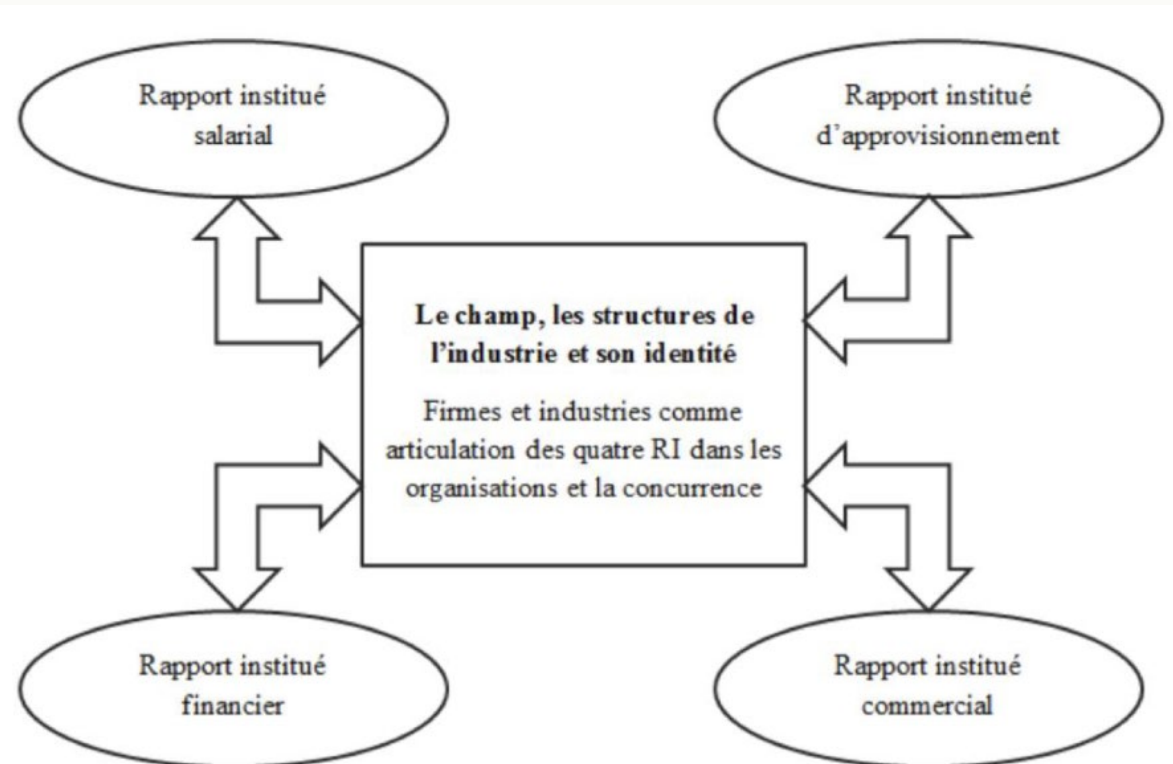 Rapport institué
salarial
Rapport institué
d'approvisionnement
Le champ, les structures de
l'industrie et son identité
Firmes et industries comme
articulation des quatre RI dans les
organisations et la concurrence
Rapport institué
financier
Rapport institué
commercial